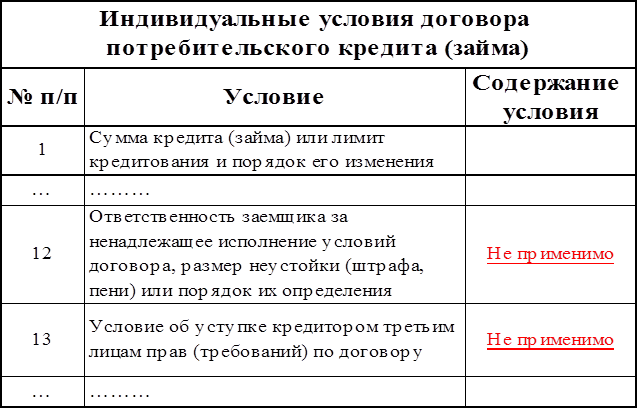 Индивидуальные условия договора
потребительского кредита (займа)
№ п/п
Условие
Содержание
условия
1
Сумма кредита (займа) или лимит
кредитования и порядок его изменения
…
………
12
Ответственность заемщика за
ненадлежащее исполнение условий
договора, размер неустойки (штрафа,
пени) или порядок их определения
Не применимо
13
Условие об уступке кредитором третьим
лицам прав (требований) по договору
Не применимо
…
………